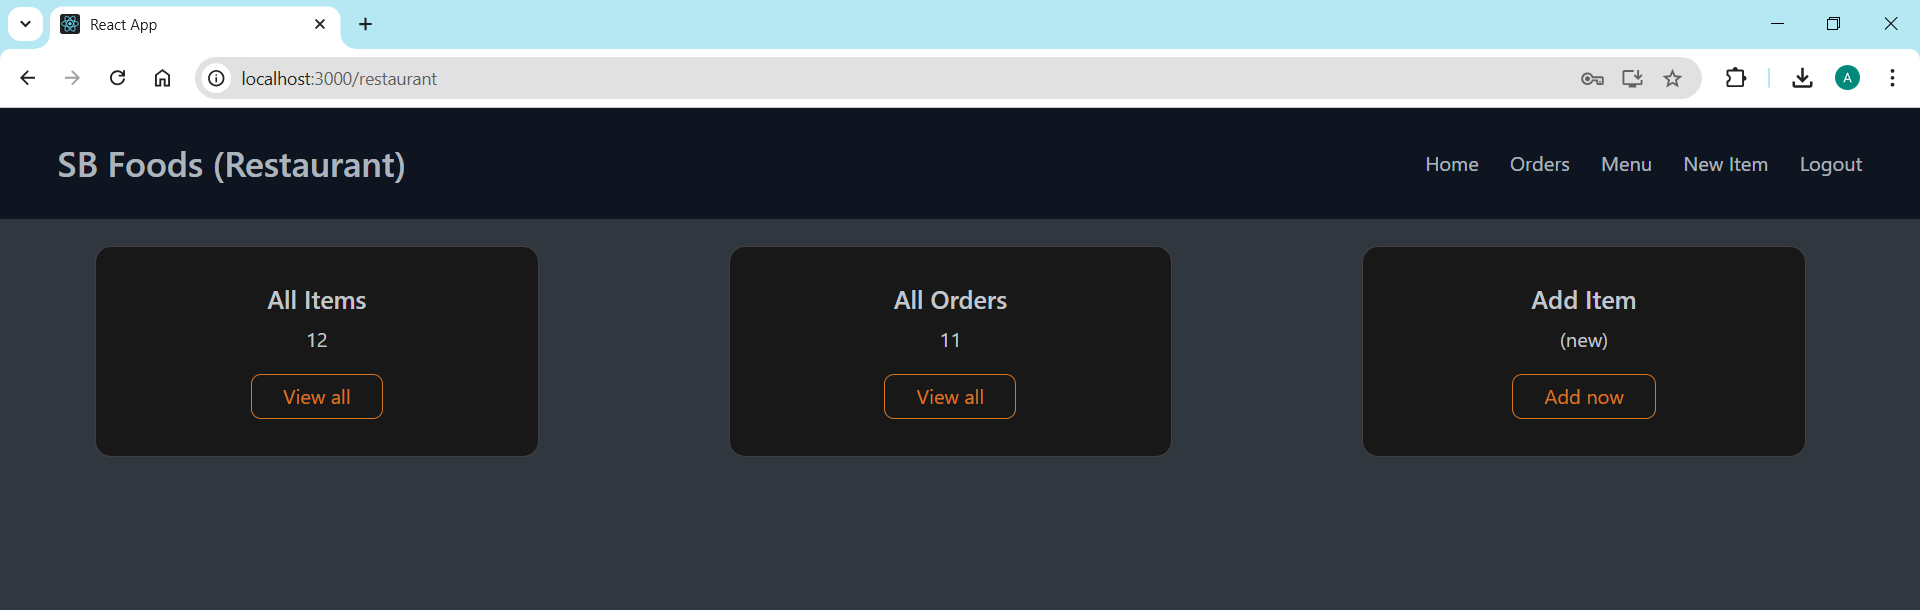 React App
localhost:3000/restaurant
A
SB Foods (Restaurant)
Home Orders Menu New Item Logout
All Items
12
View all
All Orders
11
View all
Add Item
(new)
Add now